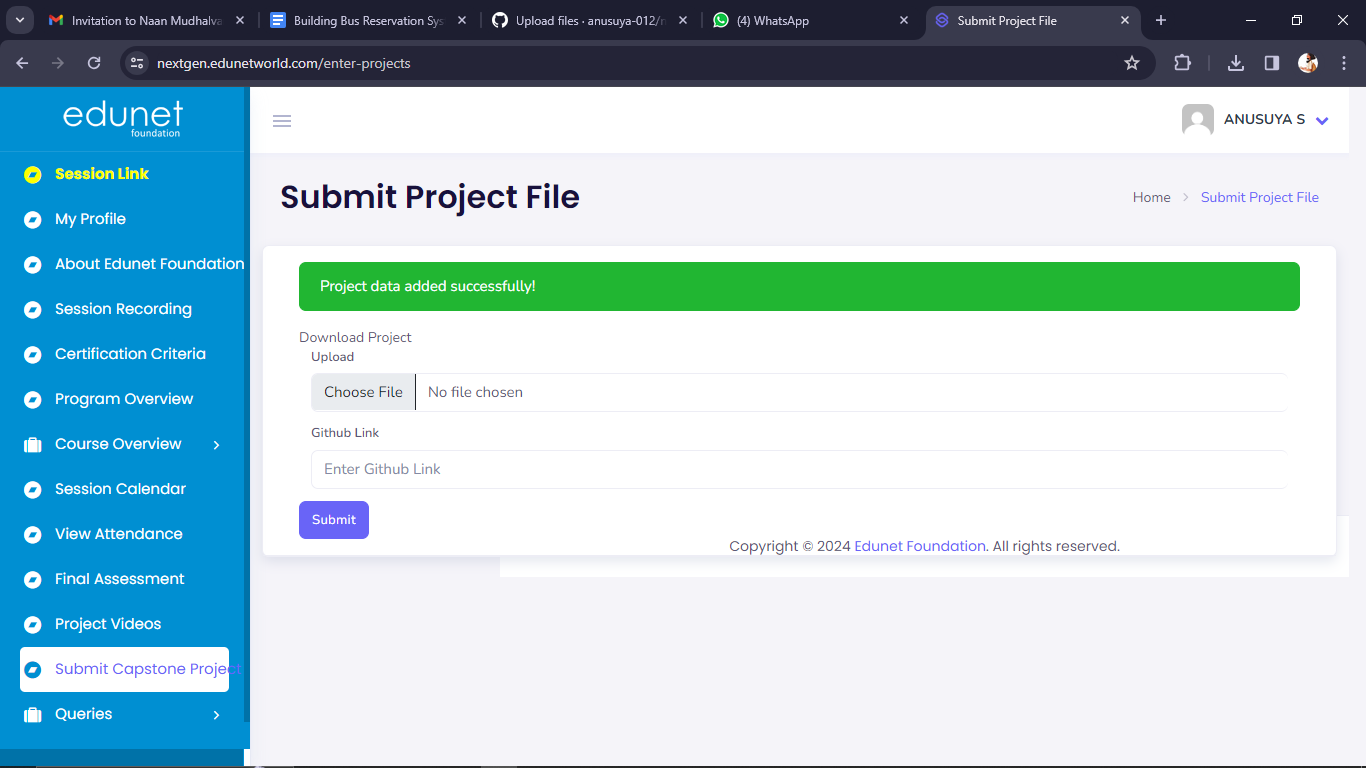 Invitation to Naan Mudhalva
Building Bus Reservation Sys
Upload files · anusuya-012/n
(4) WhatsApp
Submit Project File
nextgen.edunetworld.com/enter-projects
edunet
foundation
ANUSUYA S
Session Link
My Profile
About Edunet Foundation
Session Recording
Certification Criteria
Program Overview
Course Overview
Session Calendar
View Attendance
Final Assessment
Project Videos
Submit Capstone Project
Queries
Submit Project File
Home
Submit Project File
Project data added successfully!
Download Project
Upload
Choose File No file chosen
Github Link
Enter Github Link
Submit
Copyright © 2024 Edunet Foundation. All rights reserved.